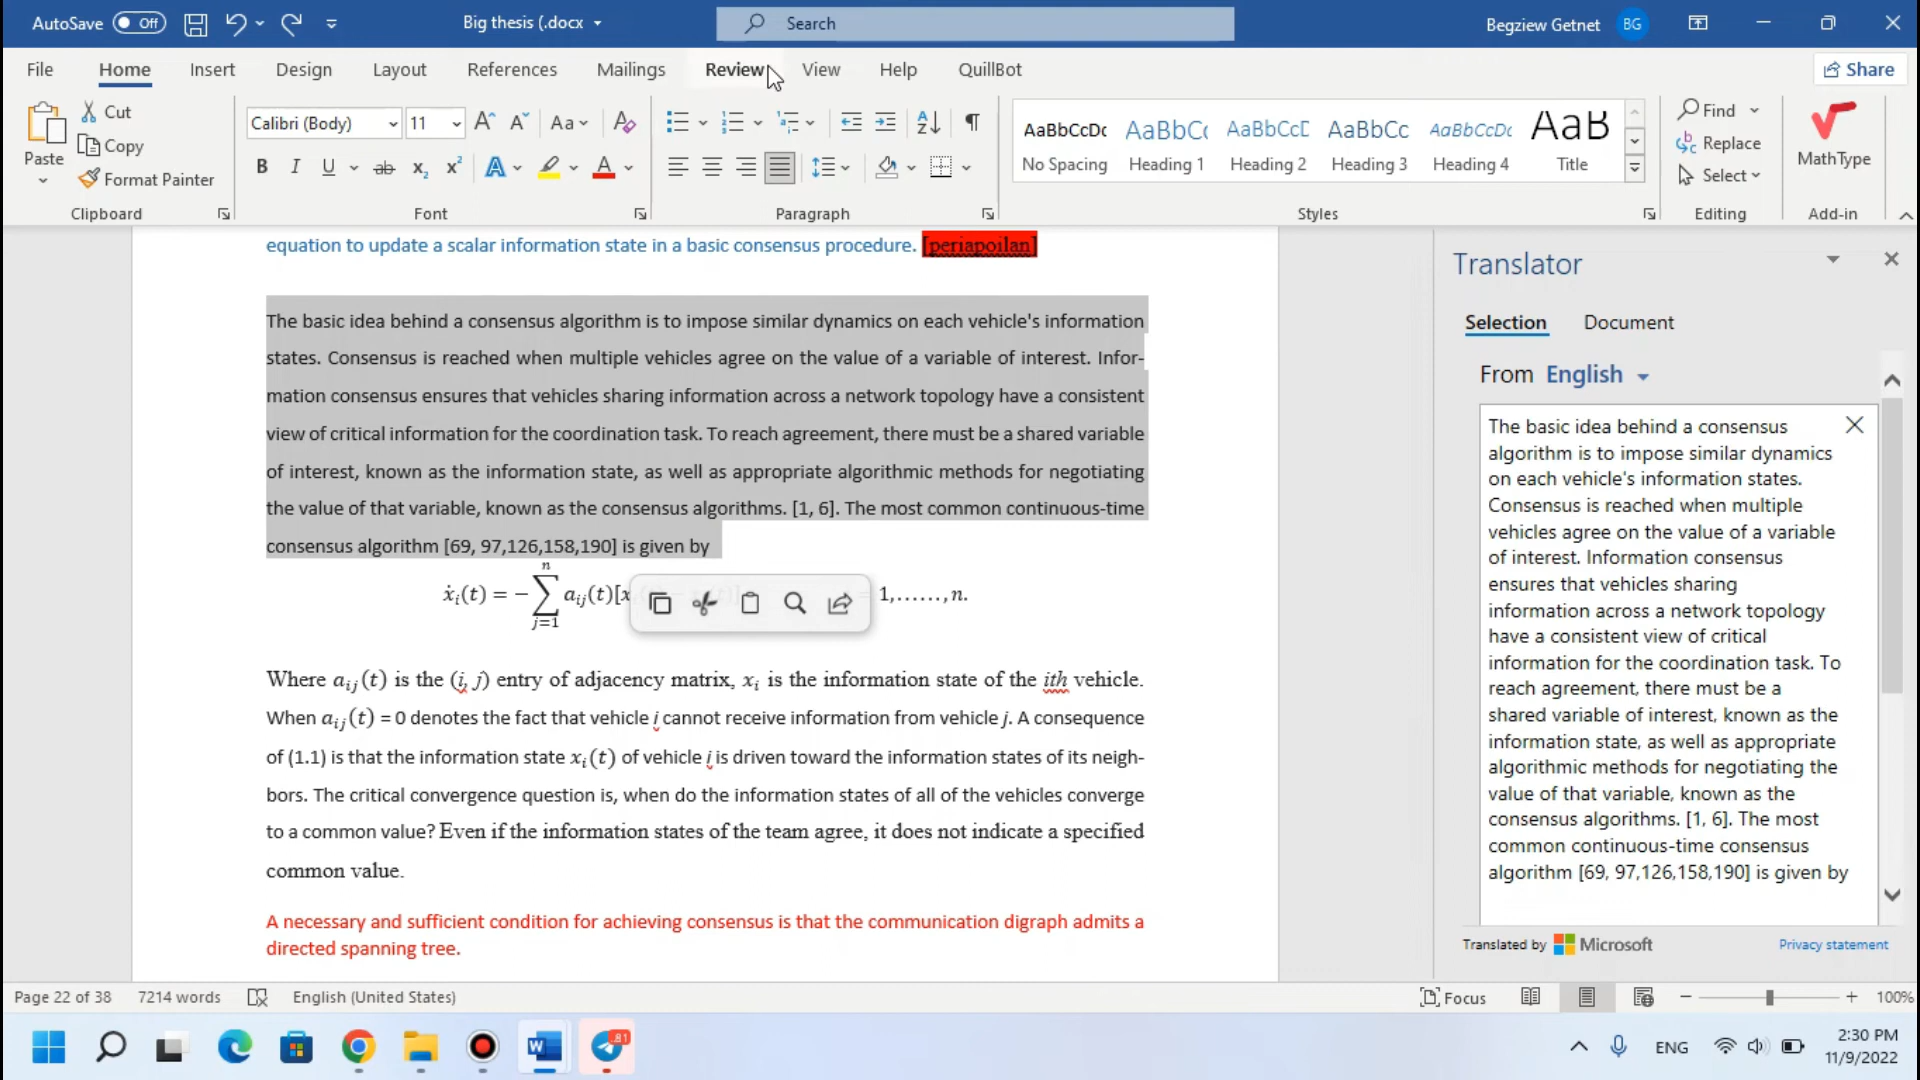 AutoSave Off Big thesis (.docx Search Begziew Getnet BG
File Home Insert Design Layout References Mailings Review View Help QuillBot Share
Paste Cut Copy Format Painter Clipboard
Calibri (Body) 11 Aa B I U ab x₂ x² A A Font
Paragraph
AaBbCcDc No Spacing AaBbC( Heading 1 AaBbCcE Heading 2 AaBbCc Heading 3 AaBbCcDc Heading 4 AaB Title Styles
Find Replace Select Editing
MathType Add-in
equation to update a scalar information state in a basic consensus procedure. [periapoilan]
The basic idea behind a consensus algorithm is to impose similar dynamics on each vehicle's information
states. Consensus is reached when multiple vehicles agree on the value of a variable of interest. Infor-
mation consensus ensures that vehicles sharing information across a network topology have a consistent
view of critical information for the coordination task. To reach agreement, there must be a shared variable
of interest, known as the information state, as well as appropriate algorithmic methods for negotiating
the value of that variable, known as the consensus algorithms. [1, 6]. The most common continuous-time
consensus algorithm [69, 97,126,158,190] is given by
ẋᵢ(t) = − ∑ⁿⱼ₌₁ aᵢⱼ(t)[x 1,......,n.
Where aᵢⱼ(t) is the (i, j) entry of adjacency matrix, xᵢ is the information state of the ith vehicle.
When aᵢⱼ(t) = 0 denotes the fact that vehicle i cannot receive information from vehicle j. A consequence
of (1.1) is that the information state xᵢ(t) of vehicle i is driven toward the information states of its neigh-
bors. The critical convergence question is, when do the information states of all of the vehicles converge
to a common value? Even if the information states of the team agree, it does not indicate a specified
common value.
A necessary and sufficient condition for achieving consensus is that the communication digraph admits a
directed spanning tree.
Translator
Selection Document
From English
The basic idea behind a consensus
algorithm is to impose similar dynamics
on each vehicle's information states.
Consensus is reached when multiple
vehicles agree on the value of a variable
of interest. Information consensus
ensures that vehicles sharing
information across a network topology
have a consistent view of critical
information for the coordination task. To
reach agreement, there must be a
shared variable of interest, known as the
information state, as well as appropriate
algorithmic methods for negotiating the
value of that variable, known as the
consensus algorithms. [1, 6]. The most
common continuous-time consensus
algorithm [69, 97,126,158,190] is given by
Translated by Microsoft Privacy statement
Page 22 of 38 7214 words English (United States) Focus 100%
81 ENG 2:30 PM
11/9/2022